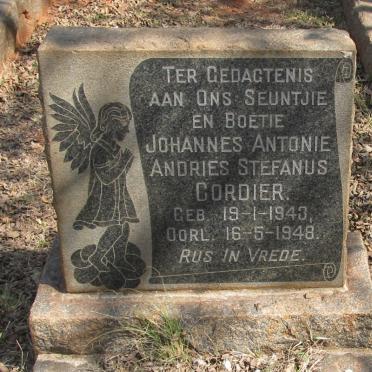 TER GEDAGTENIS
AAN ONS SEUNTJIE
EN BOETIE
JOHANNES ANTONIE
ANDRIES STEFANUS
CORDIER.
GEB. 19-1-1943,
OORL. 16-5-1948.
RUS IN VREDE.